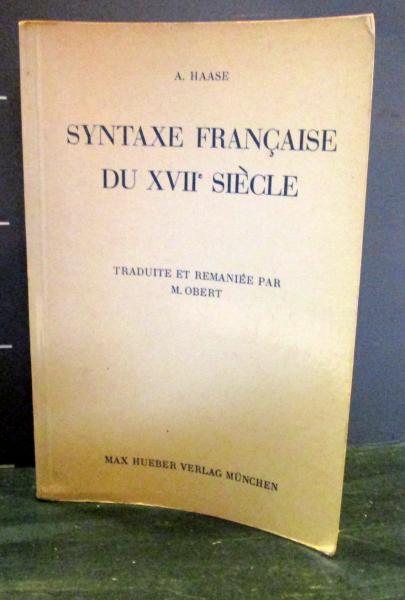 A. HAASE
SYNTAXE FRANÇAISE
DU XVIIᵉ SIÈCLE
TRADUITE ET REMANIÉE PAR
M. OBERT
MAX HUEBER VERLAG MÜNCHEN